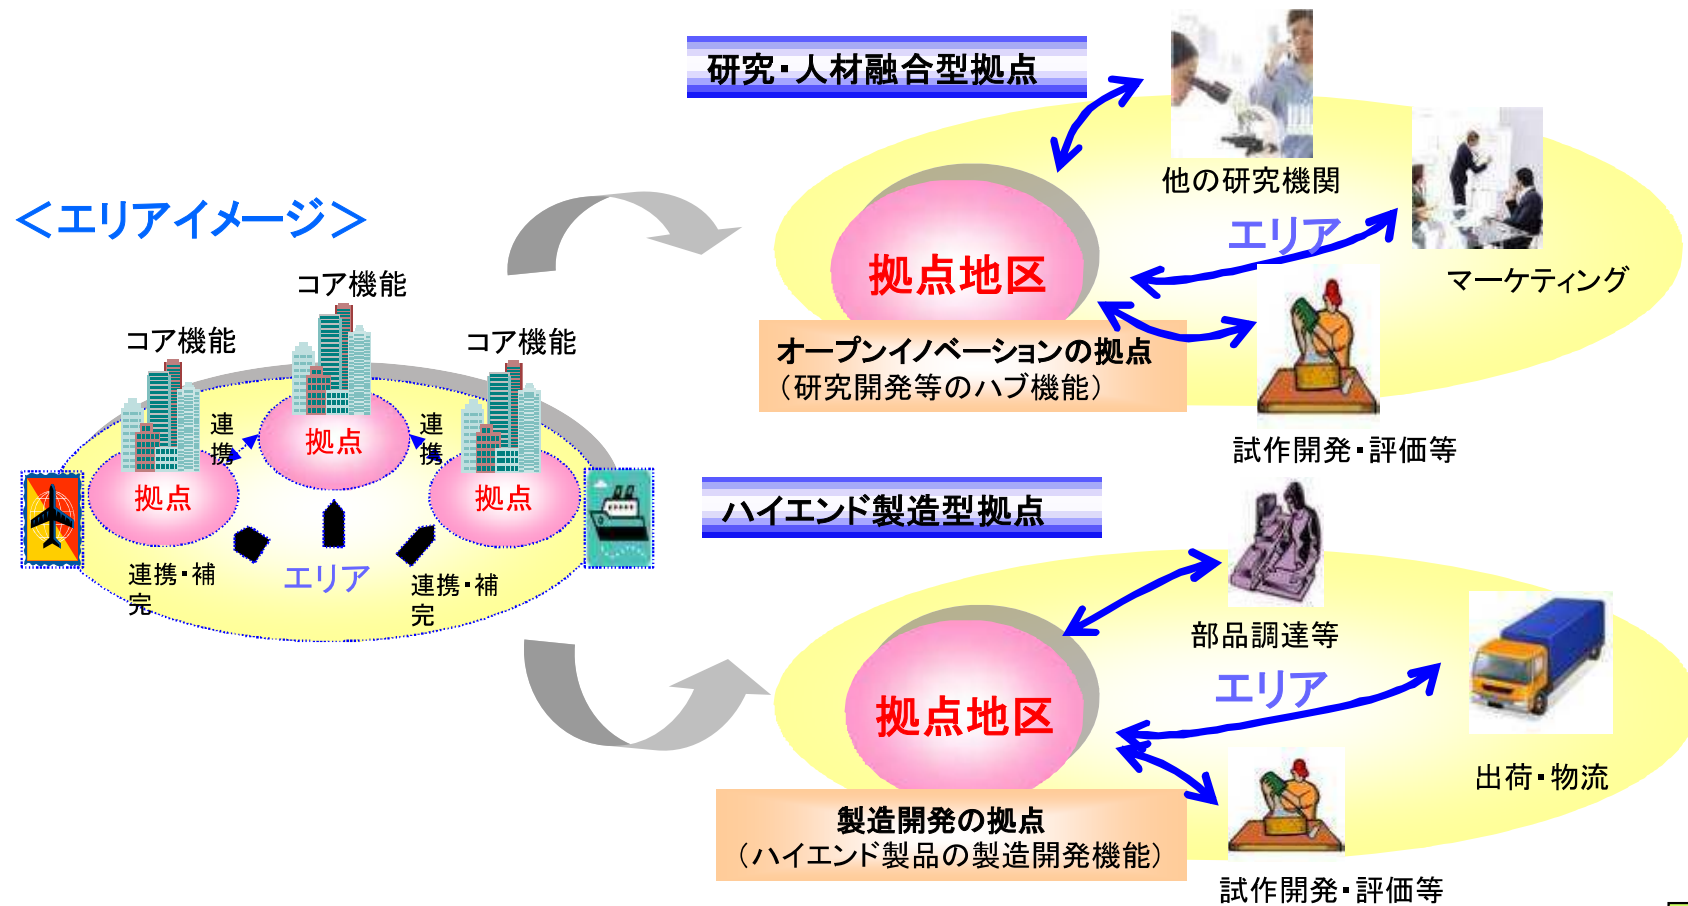 ＜エリアイメージ＞
コア機能
コア機能
コア機能
連
携
連
携
拠点
拠点
拠点
エリア
連携・補
完
連携・補
完
研究・人材融合型拠点
他の研究機関
エリア
マーケティング
拠点地区
オープンイノベーションの拠点
（研究開発等のハブ機能）
試作開発・評価等
ハイエンド製造型拠点
部品調達等
エリア
拠点地区
出荷・物流
製造開発の拠点
（ハイエンド製品の製造開発機能）
試作開発・評価等